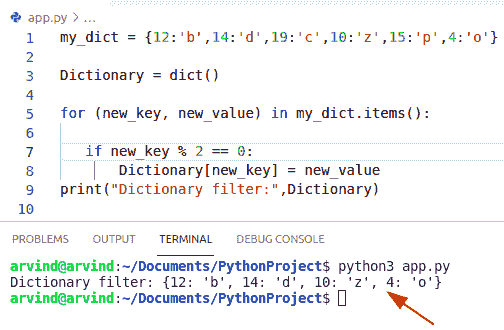 app.py > ...
1 my_dict = {12:'b',14:'d',19:'c',10:'z',15:'p',4:'o'}
2
3 Dictionary = dict()
4
5 for (new_key, new_value) in my_dict.items():
6
7 if new_key % 2 == 0:
8 Dictionary[new_key] = new_value
9 print("Dictionary filter:",Dictionary)
10
PROBLEMS OUTPUT TERMINAL DEBUG CONSOLE
arvind@arvind:~/Documents/PythonProject$ python3 app.py
Dictionary filter: {12: 'b', 14: 'd', 10: 'z', 4: 'o'}
arvind@arvind:~/Documents/PythonProject$